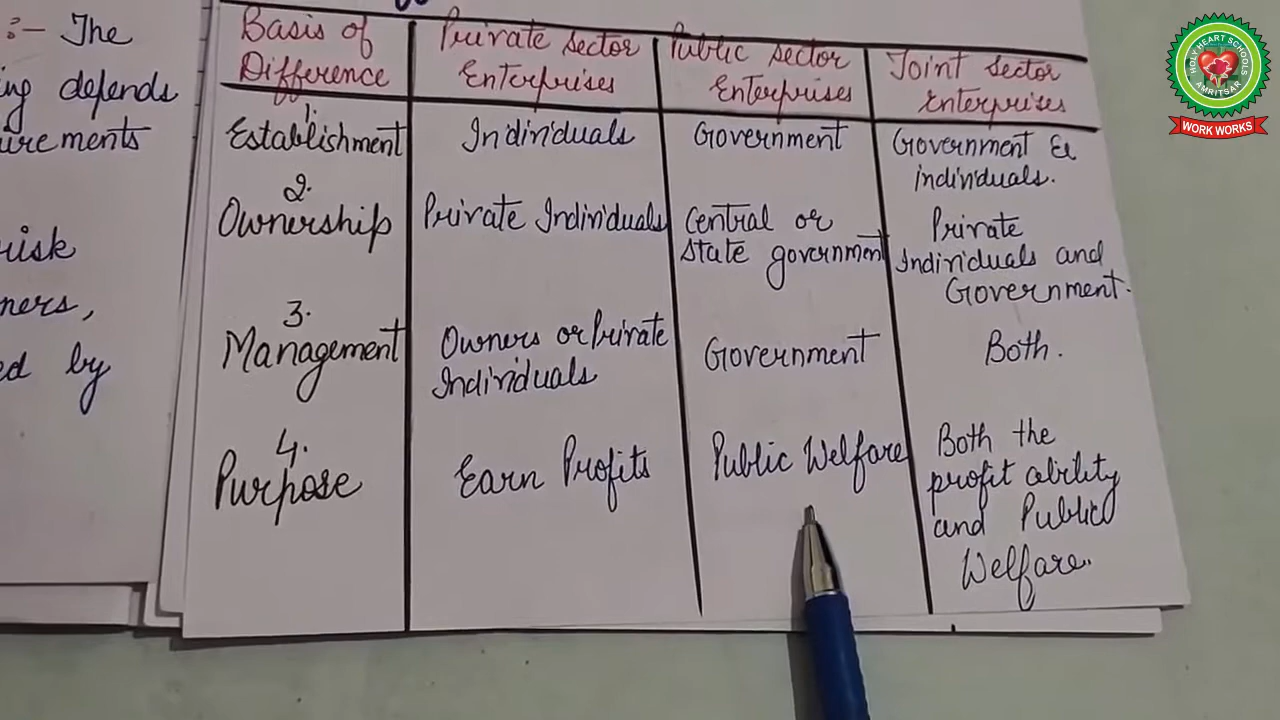 :- The
ing depends
urements
risk
ners,
ed by
Basis of
Difference
Private Sector
Enterprises
Public Sector
Enterprises
Joint Sector
Enterprises
1.
Establishment
Individuals
Government
Government &
individuals.
2.
Ownership
Private Individuals
Central or
State government
Private
Individuals and
Government.
3.
Management
Owners or Private
Individuals
Government
Both.
4.
Purpose
Earn Profits
Public Welfare
Both the
profit ability
and Public
Welfare.
HOLY HEART SCHOOLS
AMRITSAR
WORK WORKS